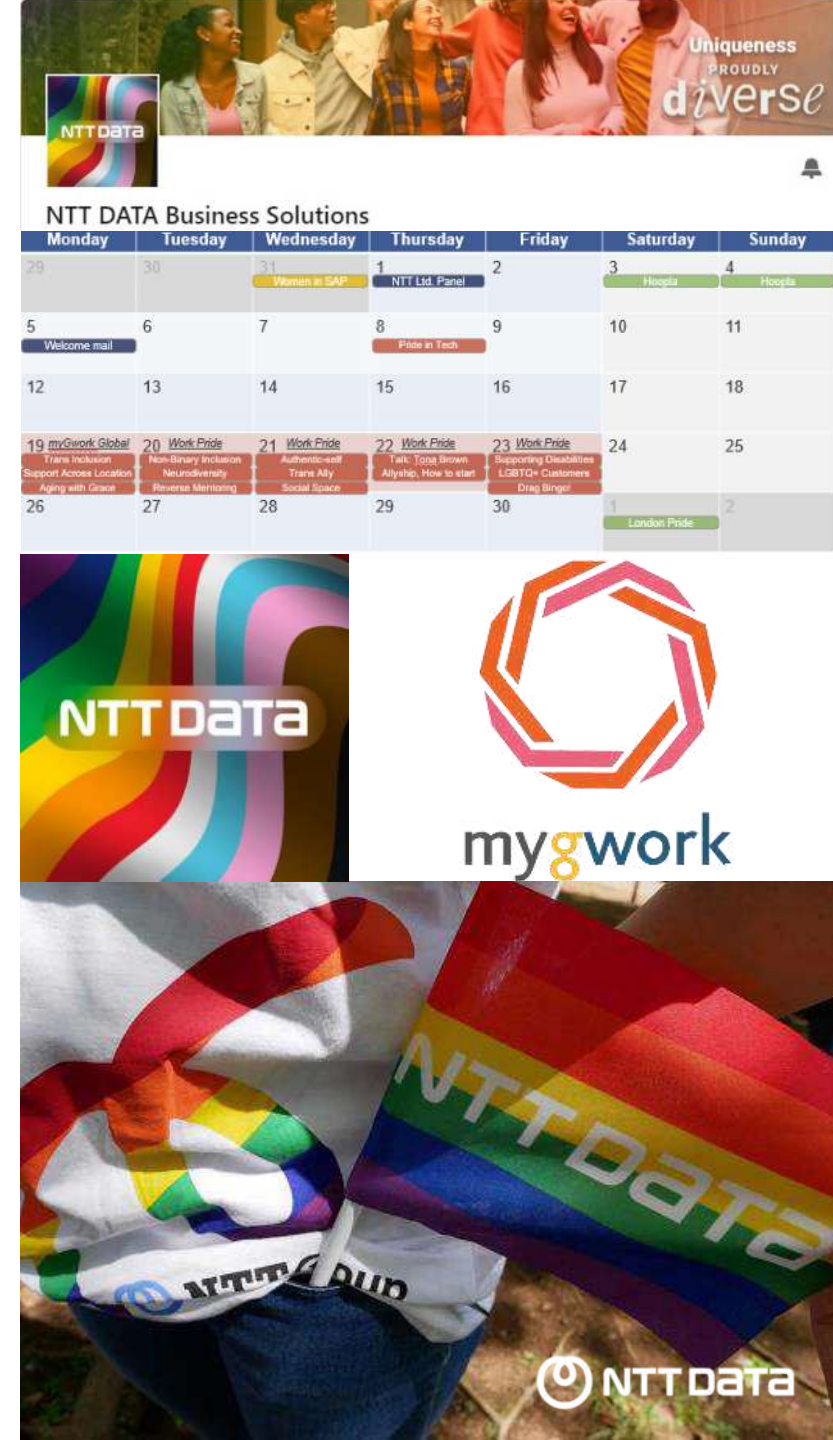 Uniqueness
PROUDLY
diverse
NTT DATA
NTT DATA Business Solutions
Monday Tuesday Wednesday Thursday Friday Saturday Sunday
29 30 31 1 2 3 4
Women in SAP NTT Ltd. Panel Hoopla Hoopla
5 6 7 8 9 10 11
Welcome mail Pride in Tech
12 13 14 15 16 17 18
19 myGwork Global 20 Work Pride 21 Work Pride 22 Work Pride 23 Work Pride 24 25
Trans Inclusion Non-Binary Inclusion Authentic-self Talk: Tona Brown Supporting Disabilities
Support Across Location Neurodiversity Trans Ally Allyship, How to start LGBTQ+ Customers
Aging with Grace Reverse Mentoring Social Space Drag Bingo!
26 27 28 29 30 1 2
London Pride
NTT DATA
mygwork
NTT DATA
NTT Group
NTT DATA